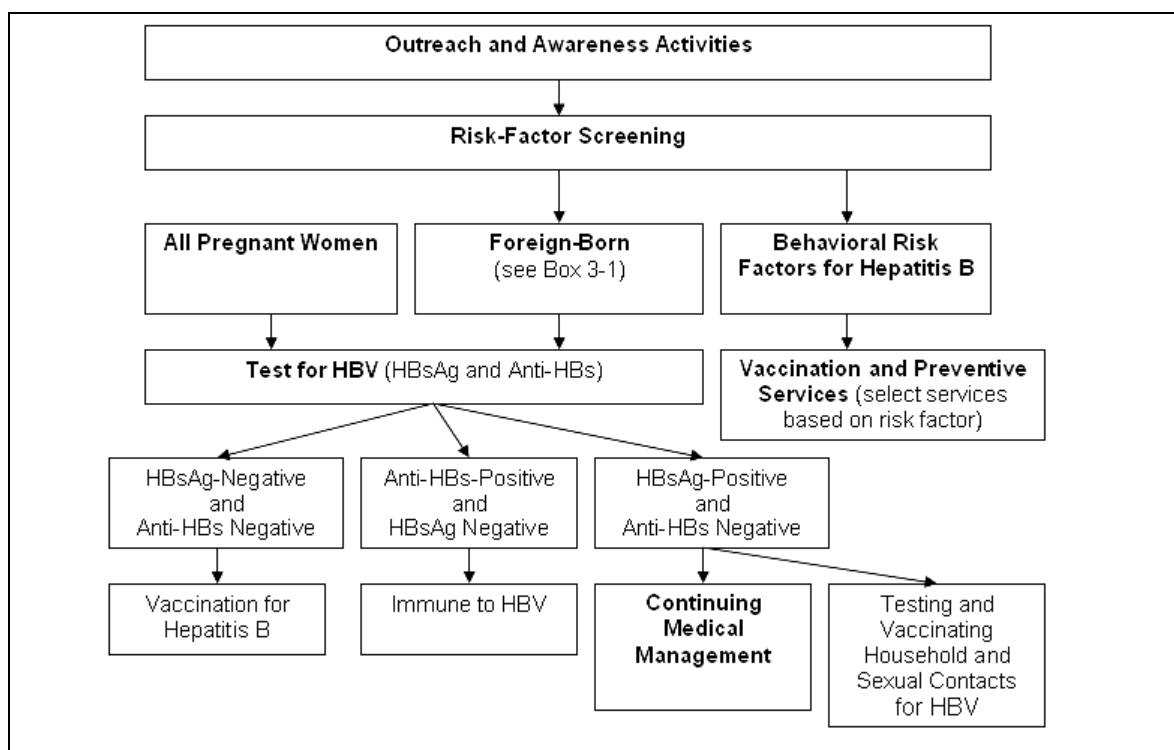 Outreach and Awareness Activities
Risk-Factor Screening
All Pregnant Women
Foreign-Born
(see Box 3-1)
Behavioral Risk
Factors for Hepatitis B
Test for HBV (HBsAg and Anti-HBs)
Vaccination and Preventive
Services (select services
based on risk factor)
HBsAg-Negative
and
Anti-HBs Negative
Anti-HBs-Positive
and
HBsAg Negative
HBsAg-Positive
and
Anti-HBs Negative
Vaccination for
Hepatitis B
Immune to HBV
Continuing
Medical
Management
Testing and
Vaccinating
Household and
Sexual Contacts
for HBV